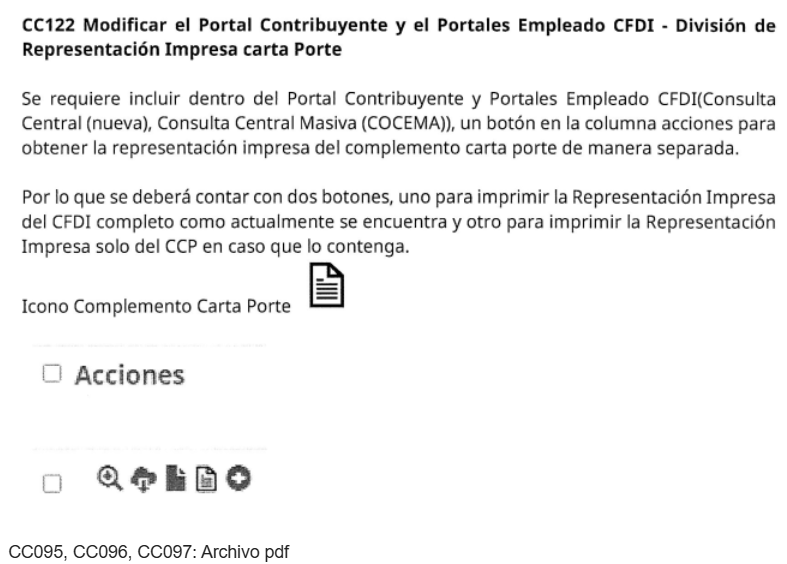 CC122 Modificar el Portal Contribuyente y el Portales Empleado CFDI - División de
Representación Impresa carta Porte
Se requiere incluir dentro del Portal Contribuyente y Portales Empleado CFDI(Consulta
Central (nueva), Consulta Central Masiva (COCEMA)), un botón en la columna acciones para
obtener la representación impresa del complemento carta porte de manera separada.
Por lo que se deberá contar con dos botones, uno para imprimir la Representación Impresa
del CFDI completo como actualmente se encuentra y otro para imprimir la Representación
Impresa solo del CCP en caso que lo contenga.
Icono Complemento Carta Porte
Acciones
CC095, CC096, CC097: Archivo pdf